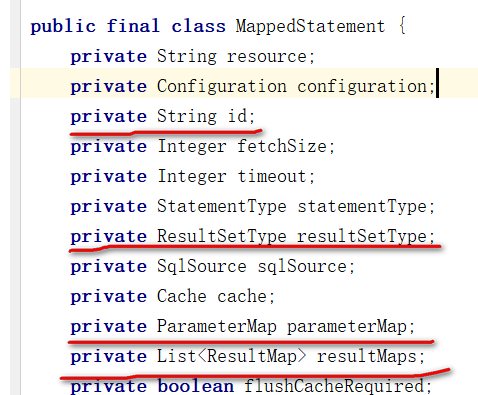 public final class MappedStatement {
private String resource;
private Configuration configuration;
private String id;
private Integer fetchSize;
private Integer timeout;
private StatementType statementType;
private ResultSetType resultSetType;
private SqlSource sqlSource;
private Cache cache;
private ParameterMap parameterMap;
private List<ResultMap> resultMaps;
private boolean flushCacheRequired;